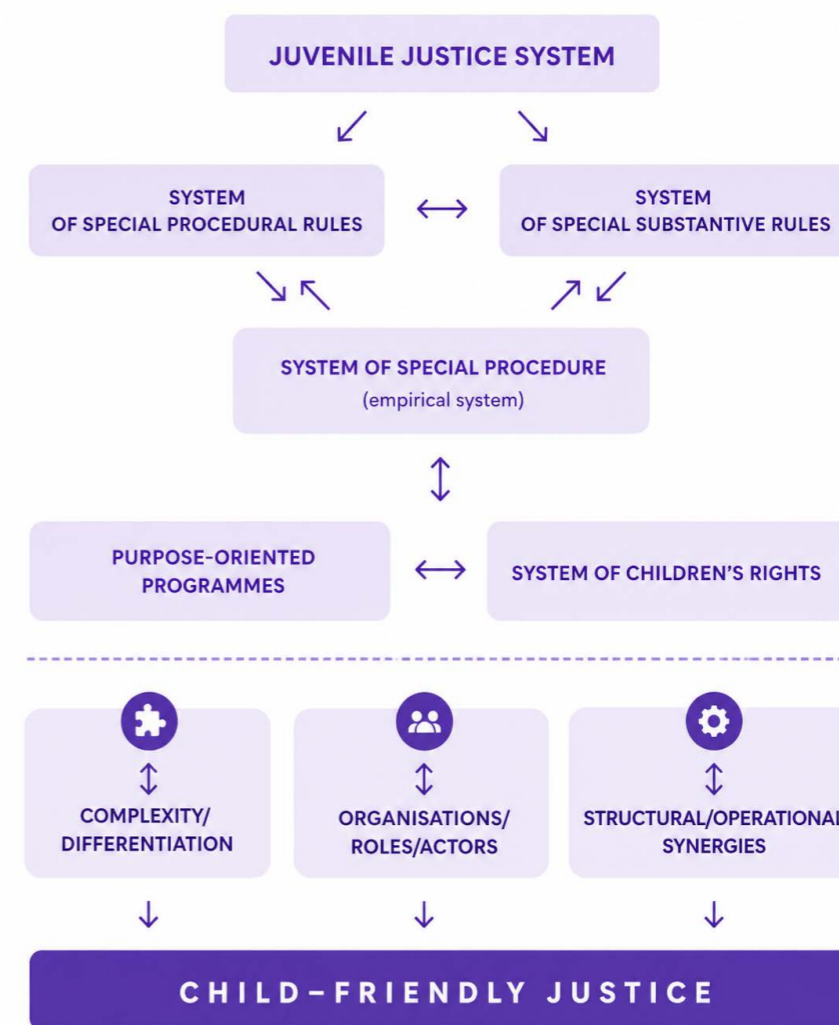 JUVENILE JUSTICE SYSTEM
SYSTEM
OF SPECIAL PROCEDURAL RULES
SYSTEM
OF SPECIAL SUBSTANTIVE RULES
SYSTEM OF SPECIAL PROCEDURE
(empirical system)
PURPOSE-ORIENTED
PROGRAMMES
SYSTEM OF CHILDREN'S RIGHTS
COMPLEXITY/
DIFFERENTIATION
ORGANISATIONS/
ROLES/ACTORS
STRUCTURAL/OPERATIONAL
SYNERGIES
CHILD–FRIENDLY JUSTICE